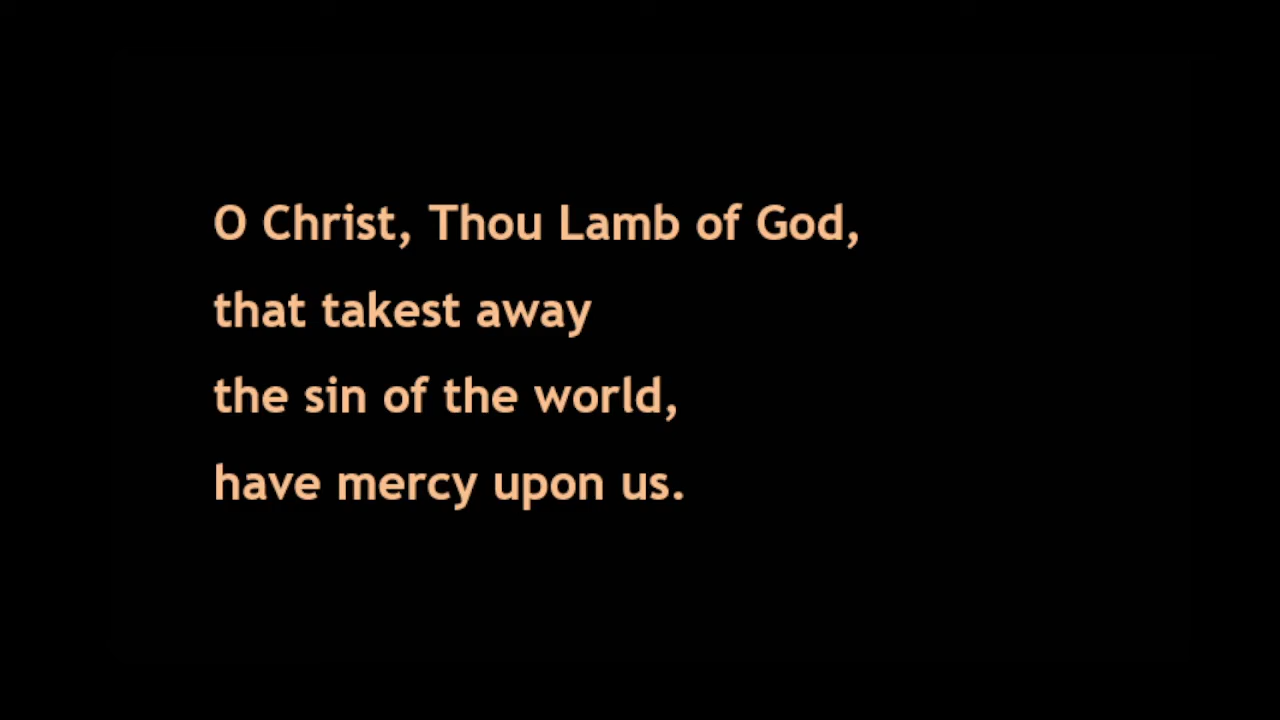 O Christ, Thou Lamb of God,
that takest away
the sin of the world,
have mercy upon us.